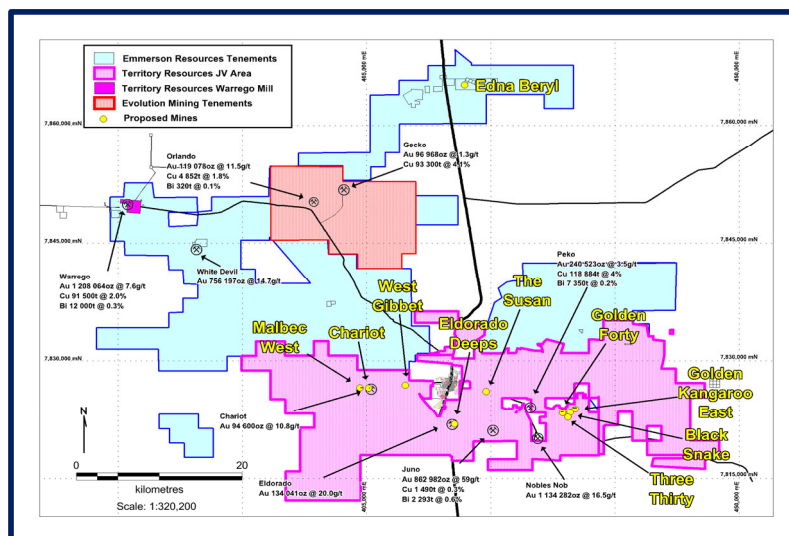 Emmerson Resources Tenements
Territory Resources JV Area
Territory Resources Warrego Mill
Evolution Mining Tenements
Proposed Mines
Edna Beryl
7,860,000 mN
7,860,000 mN
Orlando
Au 119 078oz @ 11.5g/t
Cu 4 852t @ 1.8%
Bi 320t @ 0.1%
Gecko
Au 96 968oz @ 1.3g/t
Cu 93 300t @ 4.1%
7,845,000 mN
7,845,000 mN
Warrego
Au 1 208 064oz @ 7.6g/t
Cu 91 500t @ 2.0%
Bi 12 000t @ 0.3%
White Devil
Au 756 197oz @ 14.7g/t
Peko
Au 240 523oz @ 3.5g/t
Cu 118 884t @ 4%
Bi 7 350t @ 0.2%
West
Gibbet
The
Susan
Malbec
West
Chariot
Eldorado
Deeps
Golden
Forty
7,830,000 mN
7,830,000 mN
Golden
Kangaroo
East
Black
Snake
Three
Thirty
Chariot
Au 94 600oz @ 10.8g/t
N
0
20
kilometres
Scale: 1:320,200
Eldorado
Au 134 041oz @ 20.0g/t
Juno
Au 862 982oz @ 59g/t
Cu 1 490t @ 0.3%
Bi 2 293t @ 0.6%
Nobles Nob
Au 1 134 282oz @ 16.5g/t
7,815,000 mN